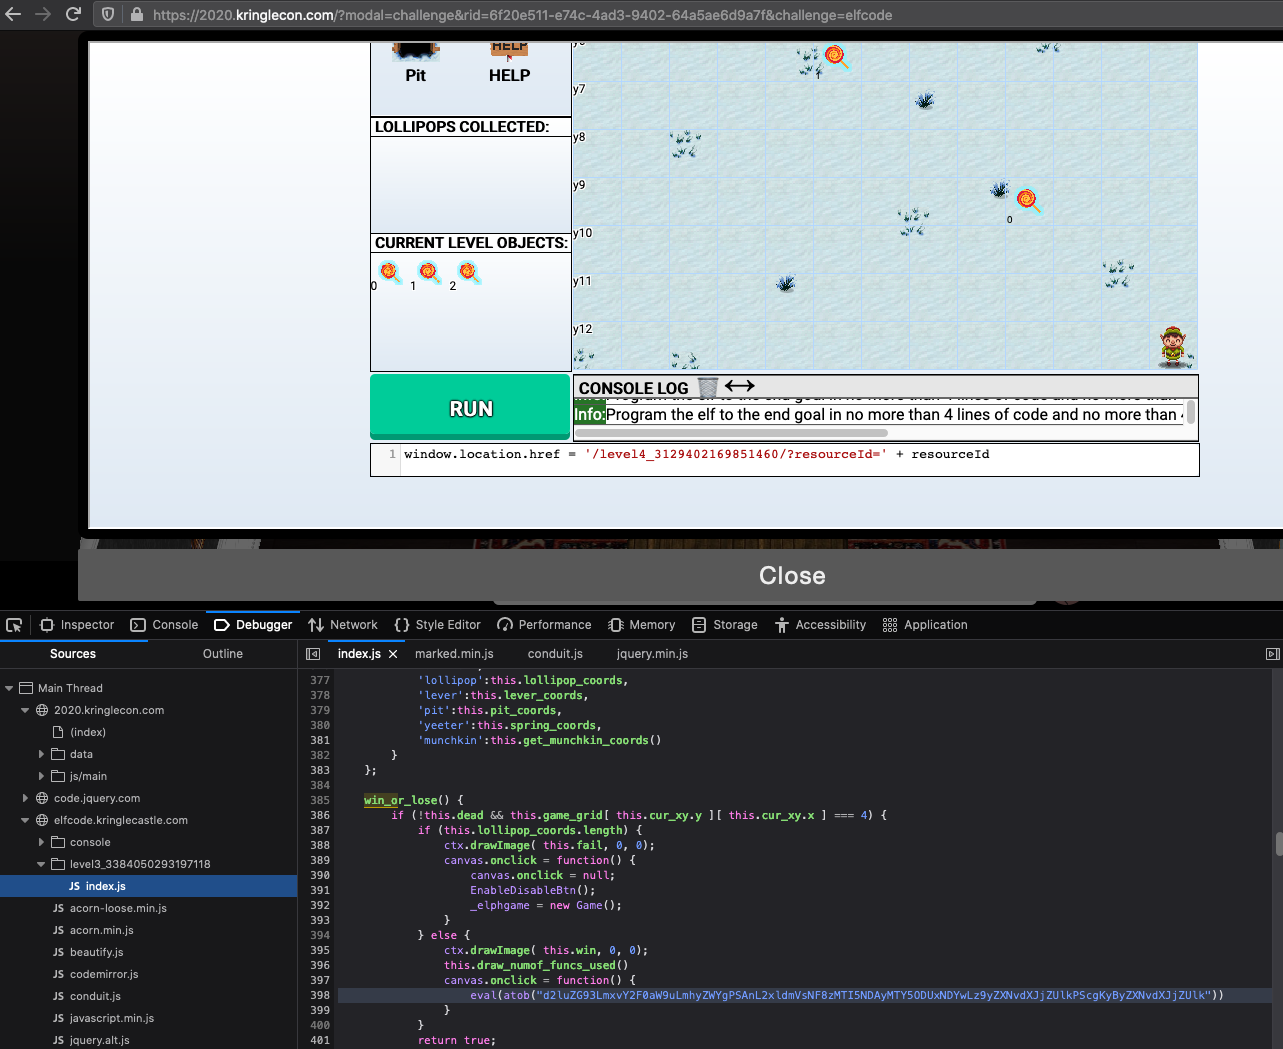 https://2020.kringlecon.com/?modal=challenge&rid=6f20e511-e74c-4ad3-9402-64a5ae6d9a7f&challenge=elfcode
HELP
Pit HELP
LOLLIPOPS COLLECTED:
CURRENT LEVEL OBJECTS:
0 1 2
1
y7
y8
y9
0
y10
y11
y12
RUN
CONSOLE LOG
Info:Program the elf to the end goal in no more than 4 lines of code and no more than
1 window.location.href = '/level4_3129402169851460/?resourceId=' + resourceId
Close
Inspector Console Debugger Network Style Editor Performance Memory Storage Accessibility Application
Sources Outline
Main Thread
2020.kringlecon.com
(index)
data
js/main
code.jquery.com
elfcode.kringlecastle.com
console
level3_3384050293197118
JS index.js
JS acorn-loose.min.js
JS acorn.min.js
JS beautify.js
JS codemirror.js
JS conduit.js
JS javascript.min.js
JS jquery.alt.js
index.js marked.min.js conduit.js jquery.min.js
377 'lollipop':this.lollipop_coords,
378 'lever':this.lever_coords,
379 'pit':this.pit_coords,
380 'yeeter':this.spring_coords,
381 'munchkin':this.get_munchkin_coords()
382 }
383 };
384
385 win_or_lose() {
386 if (!this.dead && this.game_grid[ this.cur_xy.y ][ this.cur_xy.x ] === 4) {
387 if (this.lollipop_coords.length) {
388 ctx.drawImage( this.fail, 0, 0);
389 canvas.onclick = function() {
390 canvas.onclick = null;
391 EnableDisableBtn();
392 _elphgame = new Game();
393 }
394 } else {
395 ctx.drawImage( this.win, 0, 0);
396 this.draw_numof_funcs_used()
397 canvas.onclick = function() {
398 eval(atob("d2luZG93LmxvY2F0aW9uLmhyZWYgPSAnL2xldmVsNF8zMTI5NDAyMTY5ODUxNDYwLz9yZXNvdXJjZUlkPScgKyByZXNvdXJjZUlk"))
399 }
400 }
401 return true;